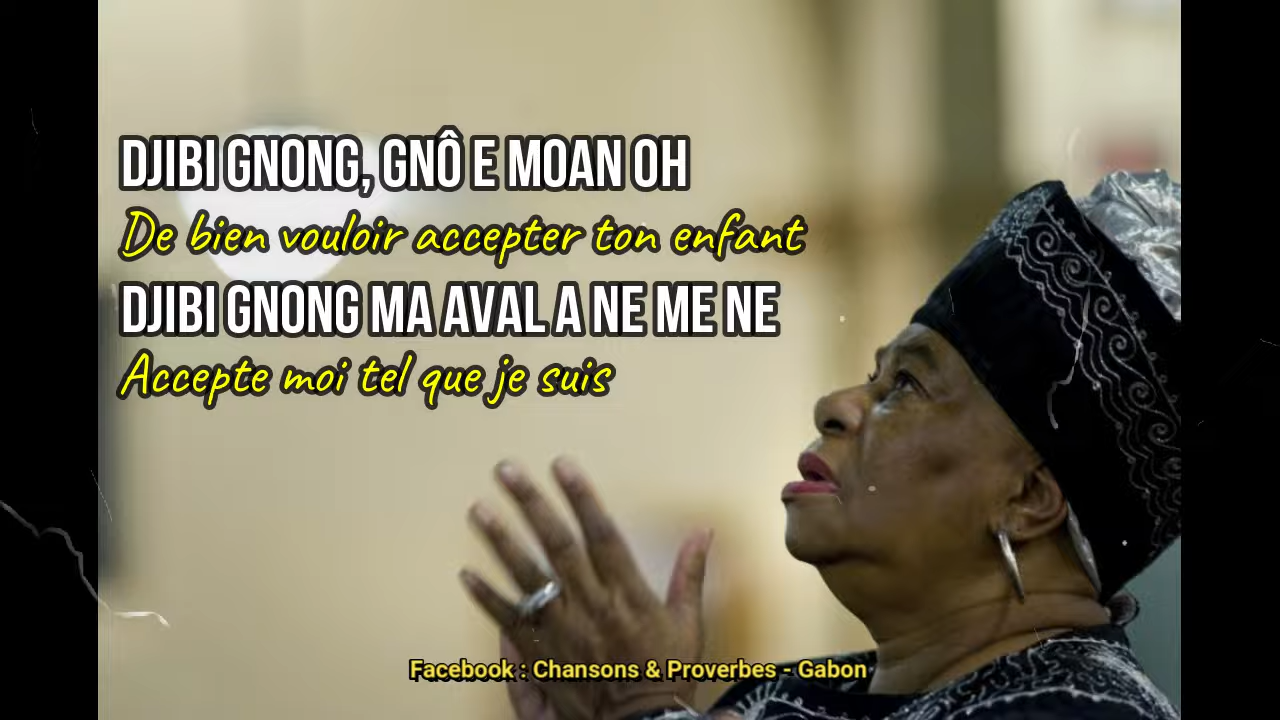 DJIBI GNONG, GNÔ E MOAN OH
De bien vouloir accepter ton enfant
DJIBI GNONG MA AVAL A NE ME NE
Accepte moi tel que je suis
Facebook : Chansons & Proverbes - Gabon